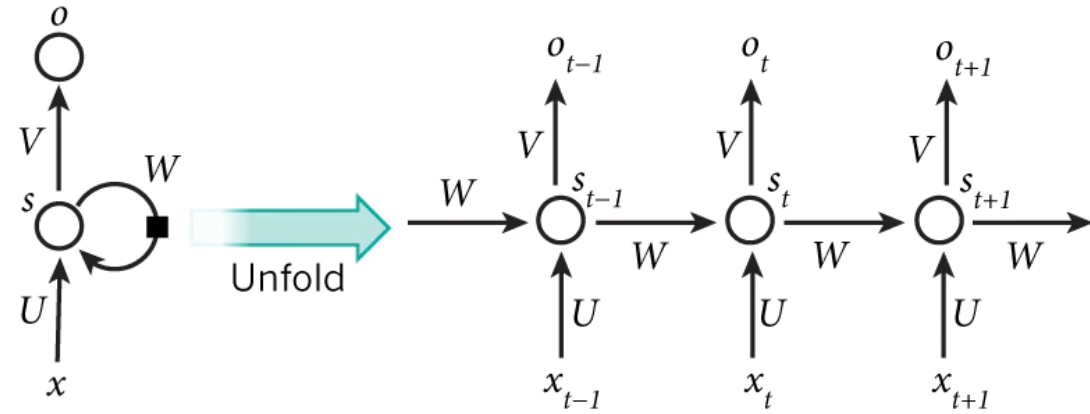 o
V
W
s
U
x
Unfold
o_{t−1} o_t o_{t+1}
V V V
W s_{t−1} s_t s_{t+1}
W W W
U U U
x_{t−1} x_t x_{t+1}